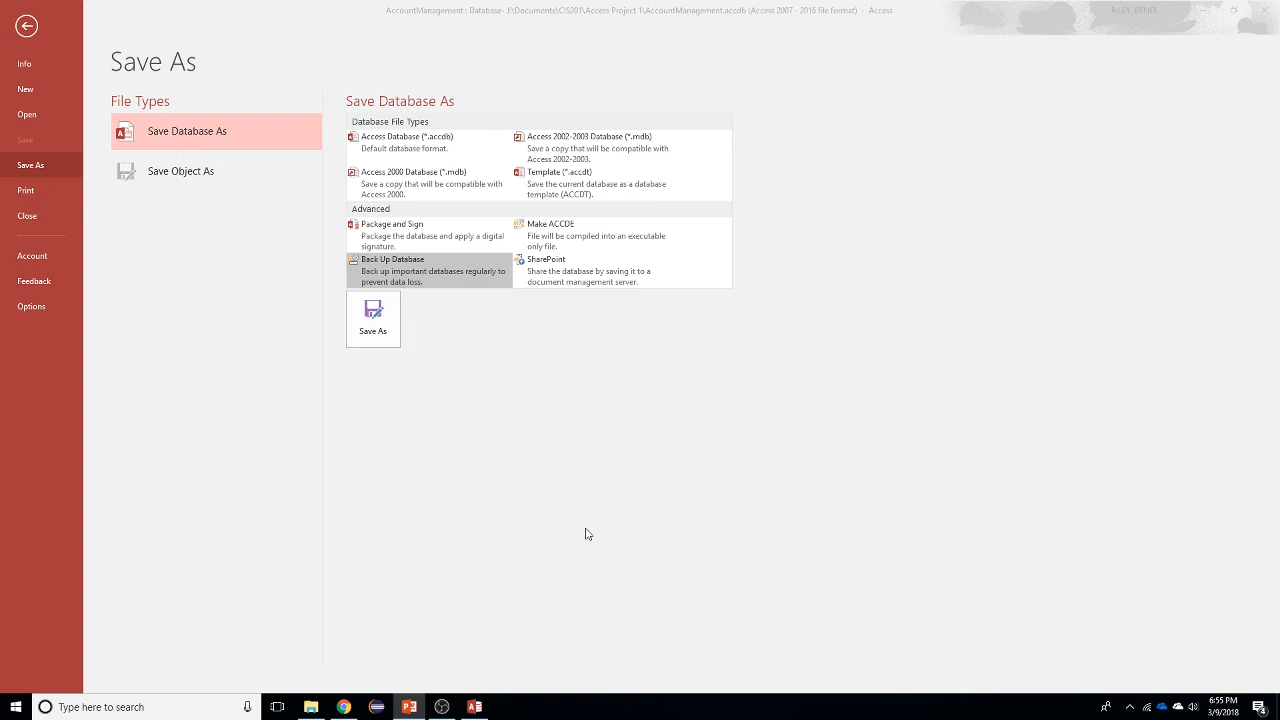 AccountManagement : Database- J:\Documents\CIS201\Access Project 1\AccountManagement.accdb (Access 2007 - 2016 file format)  -  Access
RILEY, RENEE
Save As
Info
New
Open
Save
Save As
Print
Close
Account
Feedback
Options
File Types
Save Database As
Save Object As
Save Database As
Database File Types
Access Database (*.accdb)
Default database format.
Access 2002-2003 Database (*.mdb)
Save a copy that will be compatible with
Access 2002-2003.
Access 2000 Database (*.mdb)
Save a copy that will be compatible with
Access 2000.
Template (*.accdt)
Save the current database as a database
template (ACCDT).
Advanced
Package and Sign
Package the database and apply a digital
signature.
Make ACCDE
File will be compiled into an executable
only file.
Back Up Database
Back up important databases regularly to
prevent data loss.
SharePoint
Share the database by saving it to a
document management server.
Save As
Type here to search
6:55 PM
3/9/2018